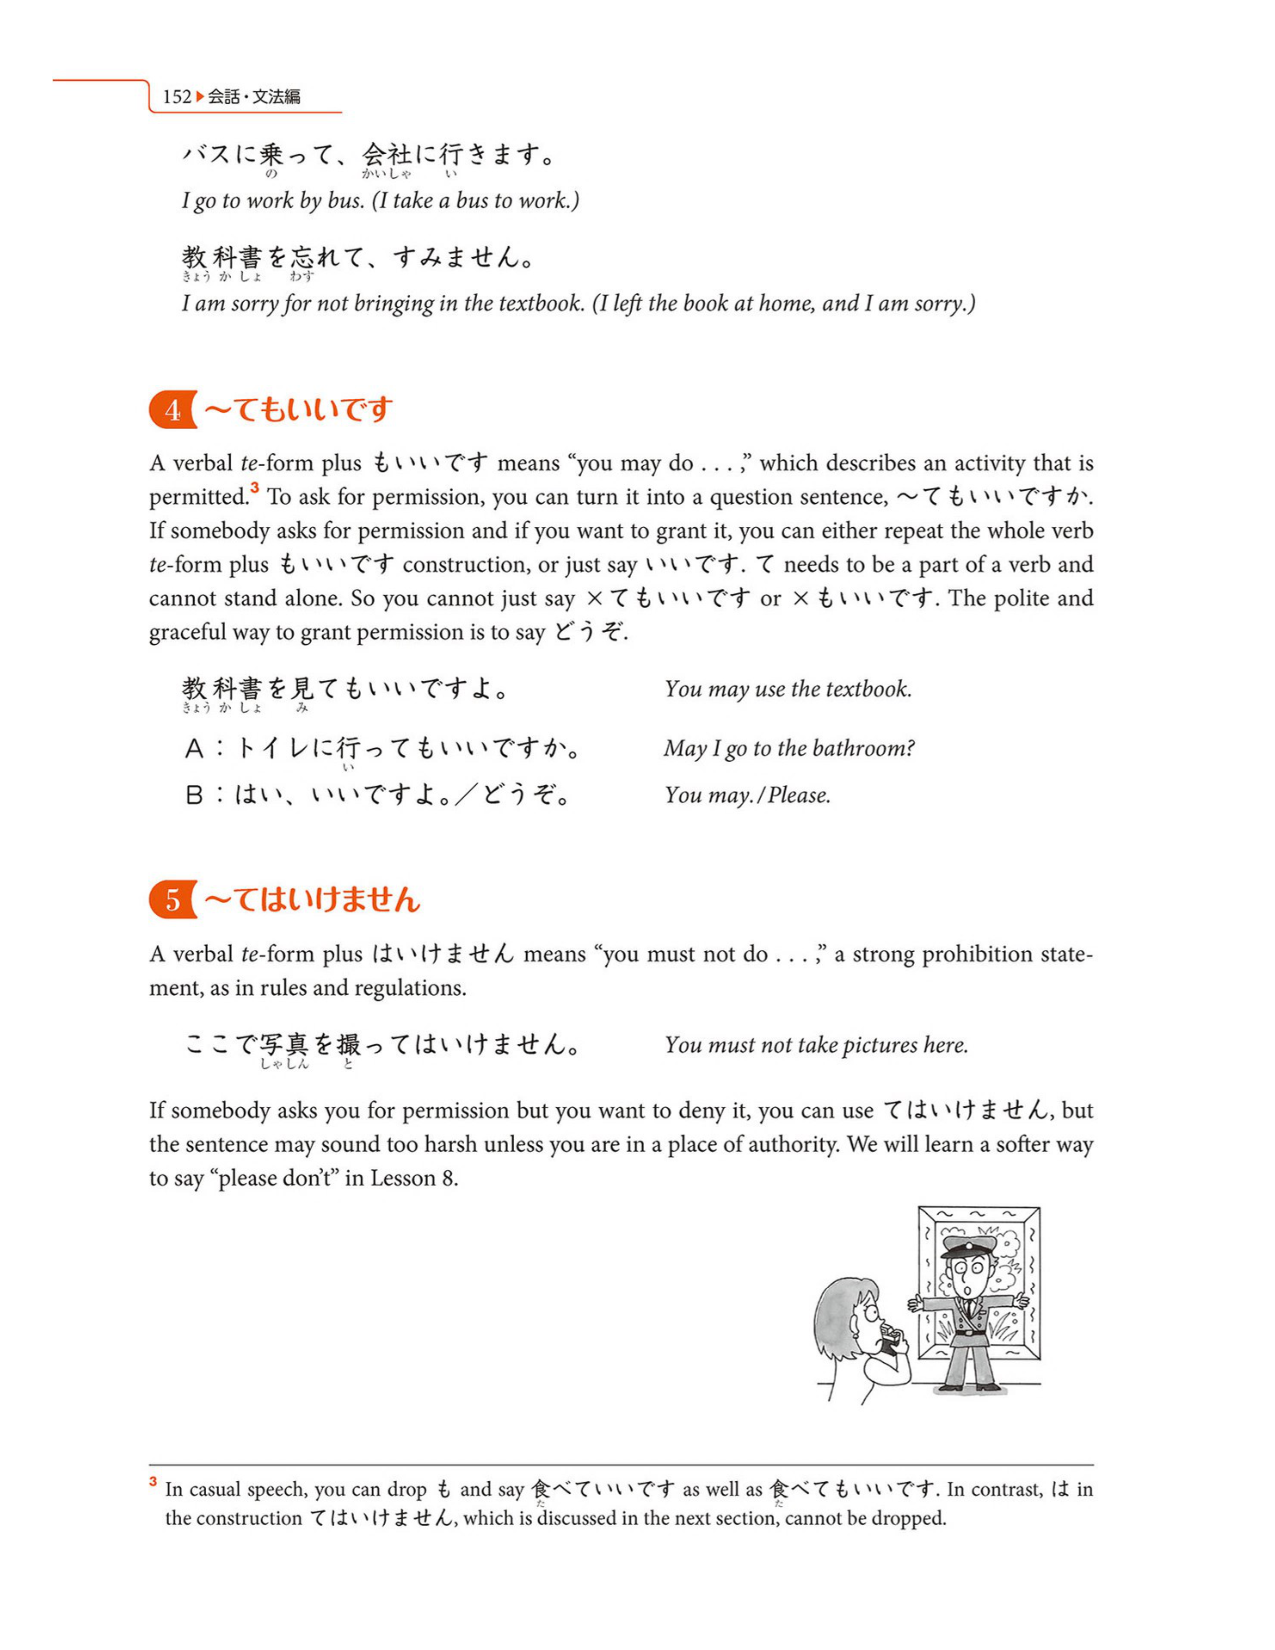 152▶会話・文法編
バスに乗って、会社に行きます。
の かいしゃ い
I go to work by bus. (I take a bus to work.)
教科書を忘れて、すみません。
きょう か しょ わす
I am sorry for not bringing in the textbook. (I left the book at home, and I am sorry.)
4 〜てもいいです
A verbal te-form plus もいいです means “you may do . . . ,” which describes an activity that is
permitted.3 To ask for permission, you can turn it into a question sentence, 〜てもいいですか.
If somebody asks for permission and if you want to grant it, you can either repeat the whole verb
te-form plus もいいです construction, or just say いいです. て needs to be a part of a verb and
cannot stand alone. So you cannot just say ×てもいいです or ×もいいです. The polite and
graceful way to grant permission is to say どうぞ.
教科書を見てもいいですよ。 You may use the textbook.
きょう か しょ み
A：トイレに行ってもいいですか。 May I go to the bathroom?
い
B：はい、いいですよ。／どうぞ。 You may./Please.
5 〜てはいけません
A verbal te-form plus はいけません means “you must not do . . . ,” a strong prohibition state-
ment, as in rules and regulations.
ここで写真を撮ってはいけません。 You must not take pictures here.
しゃしん と
If somebody asks you for permission but you want to deny it, you can use てはいけません, but
the sentence may sound too harsh unless you are in a place of authority. We will learn a softer way
to say “please don’t” in Lesson 8.
3 In casual speech, you can drop も and say 食べていいです as well as 食べてもいいです. In contrast, は in
た た
the construction てはいけません, which is discussed in the next section, cannot be dropped.